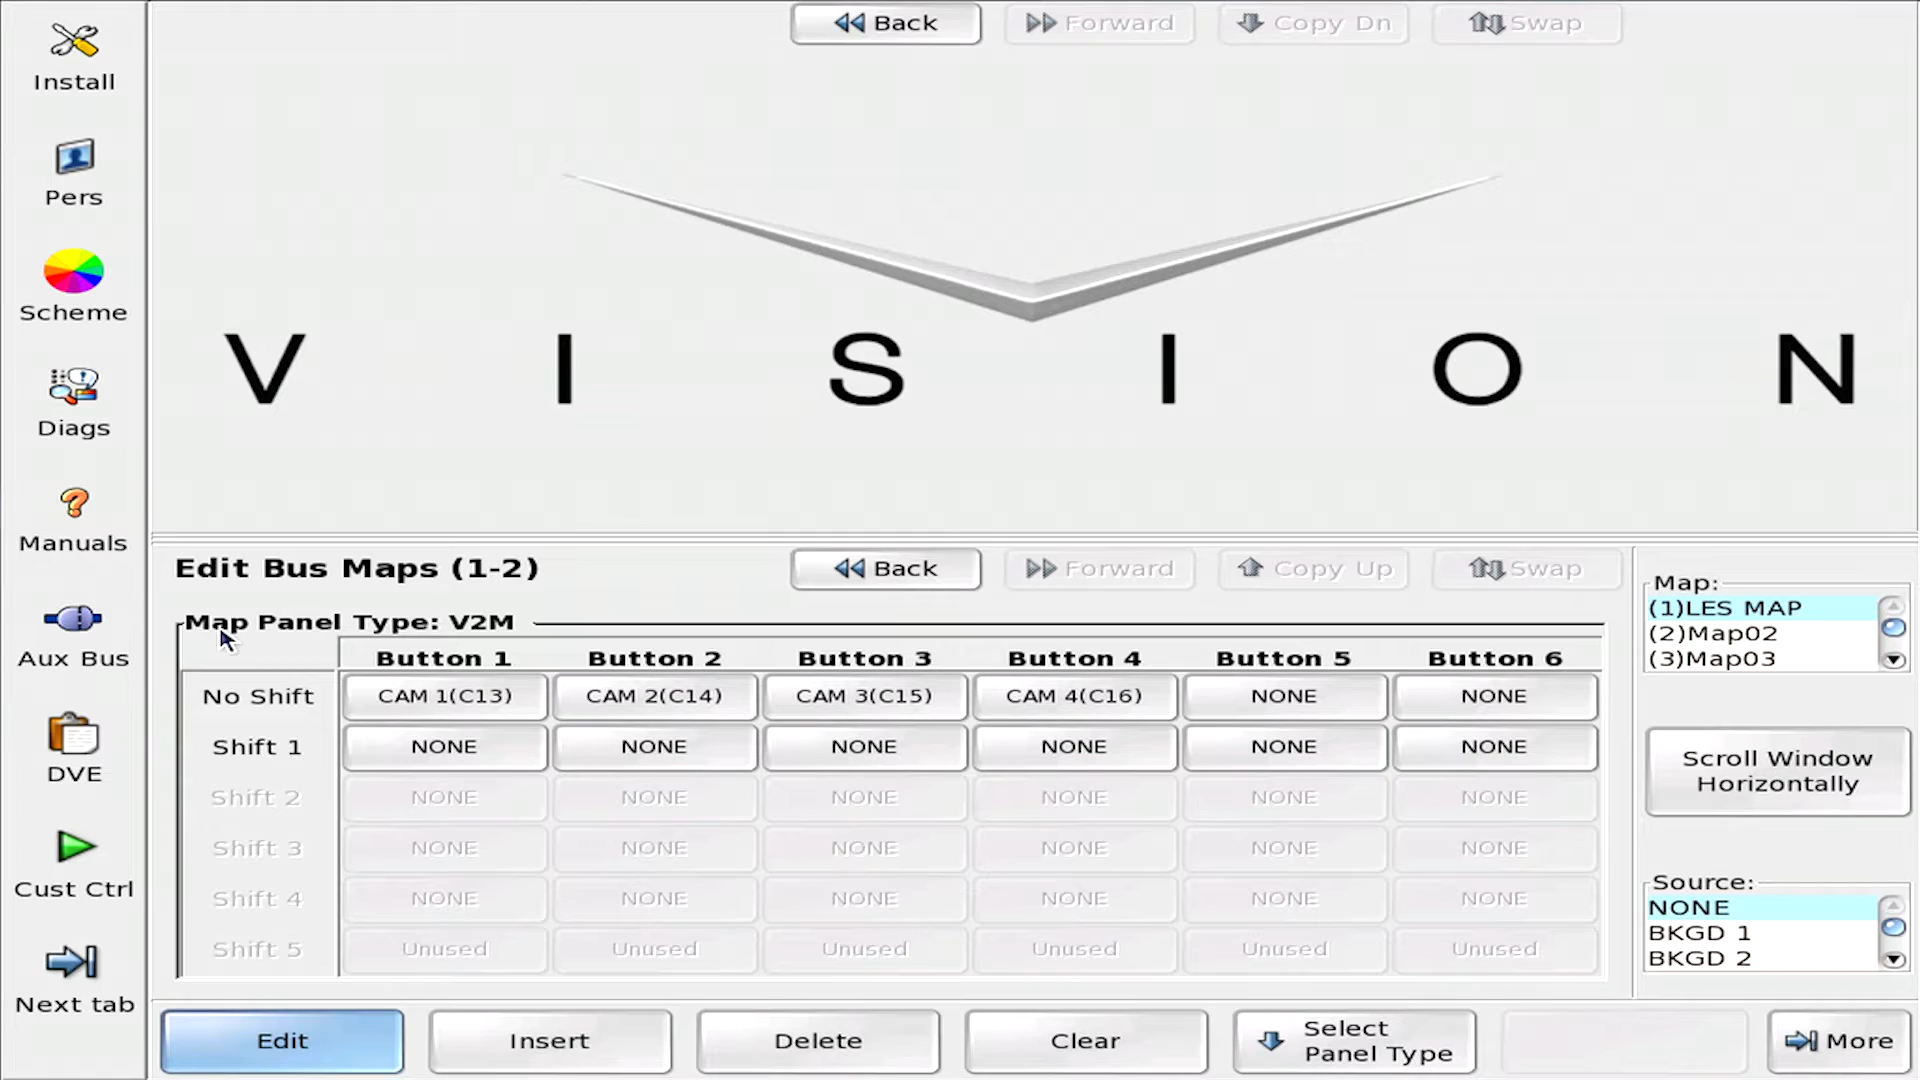 Back Forward Copy Dn Swap
Install
Pers
Scheme
Diags
Manuals
Aux Bus
DVE
Cust Ctrl
Next tab
V I S I O N
Edit Bus Maps (1-2)
Back Forward Copy Up Swap
Map Panel Type: V2M
Button 1 Button 2 Button 3 Button 4 Button 5 Button 6
No Shift CAM 1(C13) CAM 2(C14) CAM 3(C15) CAM 4(C16) NONE NONE
Shift 1 NONE NONE NONE NONE NONE NONE
Shift 2 NONE NONE NONE NONE NONE NONE
Shift 3 NONE NONE NONE NONE NONE NONE
Shift 4 NONE NONE NONE NONE NONE NONE
Shift 5 Unused Unused Unused Unused Unused Unused
Map:
(1)LES MAP
(2)Map02
(3)Map03
Scroll Window
Horizontally
Source:
NONE
BKGD 1
BKGD 2
Edit Insert Delete Clear
Select
Panel Type
More